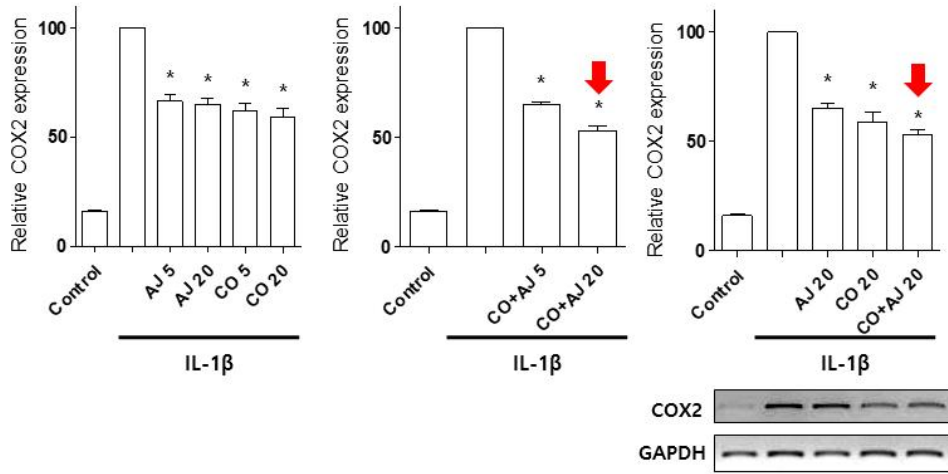 Relative COX2 expression
100
50
0
*
*
*
*
Control
AJ 5
AJ 20
CO 5
CO 20
IL-1β
Relative COX2 expression
100
50
0
*
*
Control
CO+AJ 5
CO+AJ 20
IL-1β
Relative COX2 expression
100
50
0
*
*
*
Control
AJ 20
CO 20
CO+AJ 20
IL-1β
COX2
GAPDH